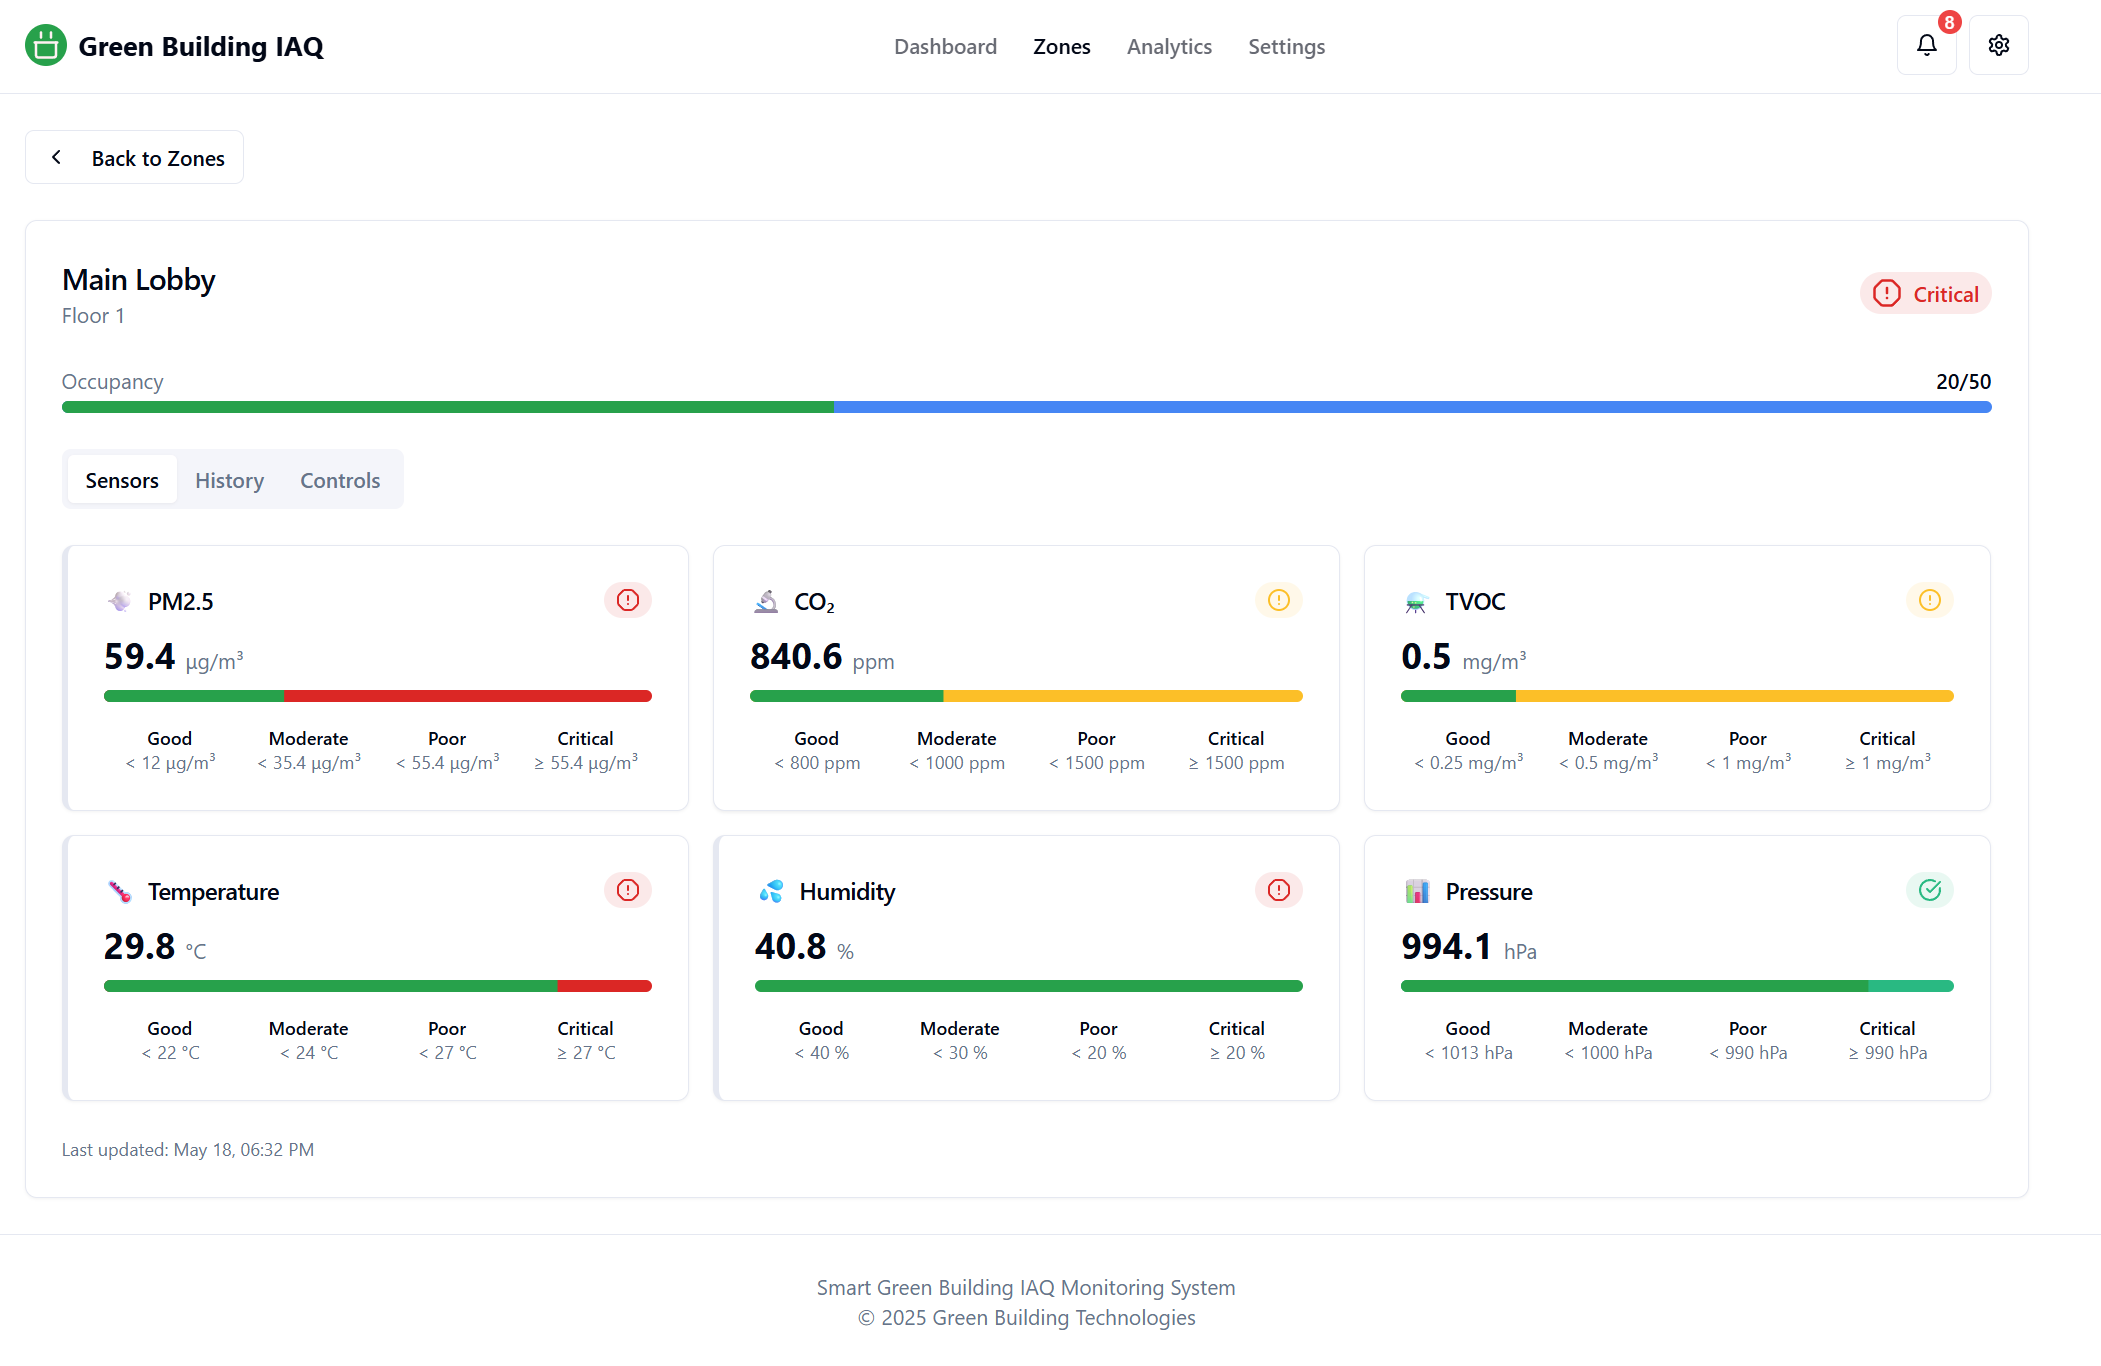 Green Building IAQ
Dashboard Zones Analytics Settings
8
Back to Zones
Main Lobby
Floor 1
Critical
Occupancy
20/50
Sensors History Controls
PM2.5
59.4 µg/m³
Good Moderate Poor Critical
< 12 µg/m³ < 35.4 µg/m³ < 55.4 µg/m³ ≥ 55.4 µg/m³
CO₂
840.6 ppm
Good Moderate Poor Critical
< 800 ppm < 1000 ppm < 1500 ppm ≥ 1500 ppm
TVOC
0.5 mg/m³
Good Moderate Poor Critical
< 0.25 mg/m³ < 0.5 mg/m³ < 1 mg/m³ ≥ 1 mg/m³
Temperature
29.8 °C
Good Moderate Poor Critical
< 22 °C < 24 °C < 27 °C ≥ 27 °C
Humidity
40.8 %
Good Moderate Poor Critical
< 40 % < 30 % < 20 % ≥ 20 %
Pressure
994.1 hPa
Good Moderate Poor Critical
< 1013 hPa < 1000 hPa < 990 hPa ≥ 990 hPa
Last updated: May 18, 06:32 PM
Smart Green Building IAQ Monitoring System
© 2025 Green Building Technologies